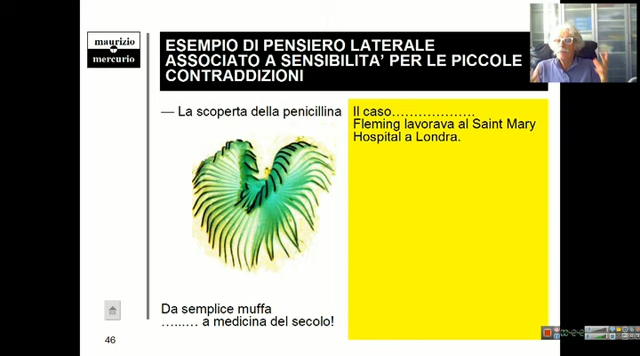 maurizio
mercurio
ESEMPIO DI PENSIERO LATERALE
ASSOCIATO A SENSIBILITA’ PER LE PICCOLE
CONTRADDIZIONI
— La scoperta della penicillina
Il caso………………..
Fleming lavorava al Saint Mary
Hospital a Londra.
Da semplice muffa
…...… a medicina del secolo!
46